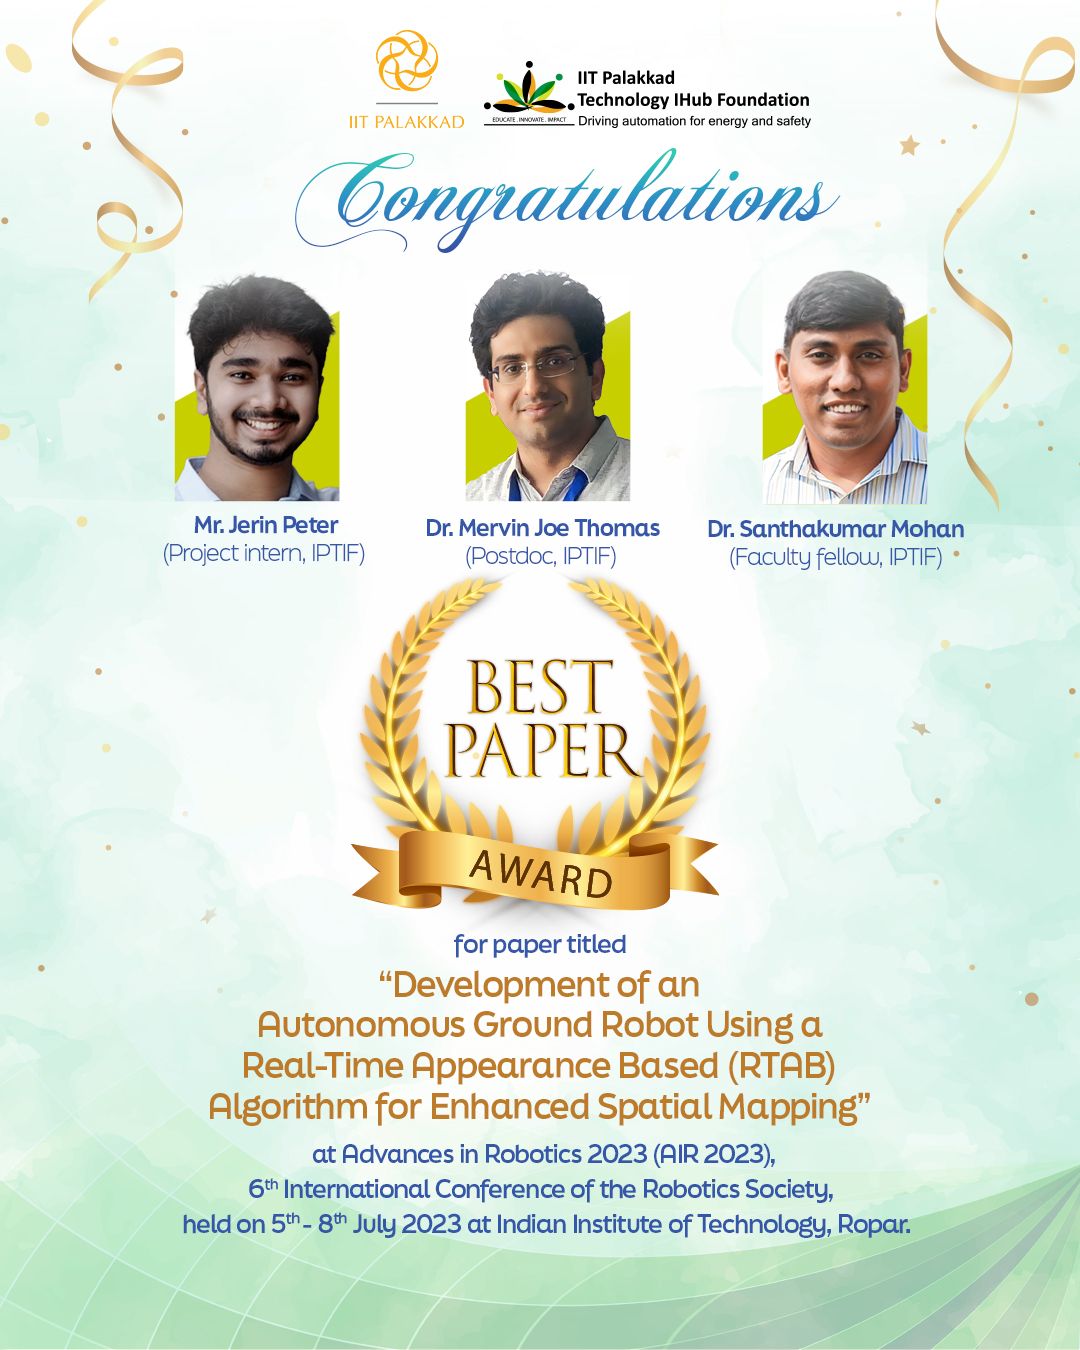 IIT PALAKKAD
EDUCATE . INNOVATE . IMPACT
IIT Palakkad
Technology IHub Foundation
Driving automation for energy and safety
Congratulations
Mr. Jerin Peter
(Project intern, IPTIF)
Dr. Mervin Joe Thomas
(Postdoc, IPTIF)
Dr. Santhakumar Mohan
(Faculty fellow, IPTIF)
BEST
PAPER
AWARD
for paper titled
“Development of an
Autonomous Ground Robot Using a
Real-Time Appearance Based (RTAB)
Algorithm for Enhanced Spatial Mapping”
at Advances in Robotics 2023 (AIR 2023),
6th International Conference of the Robotics Society,
held on 5th - 8th July 2023 at Indian Institute of Technology, Ropar.